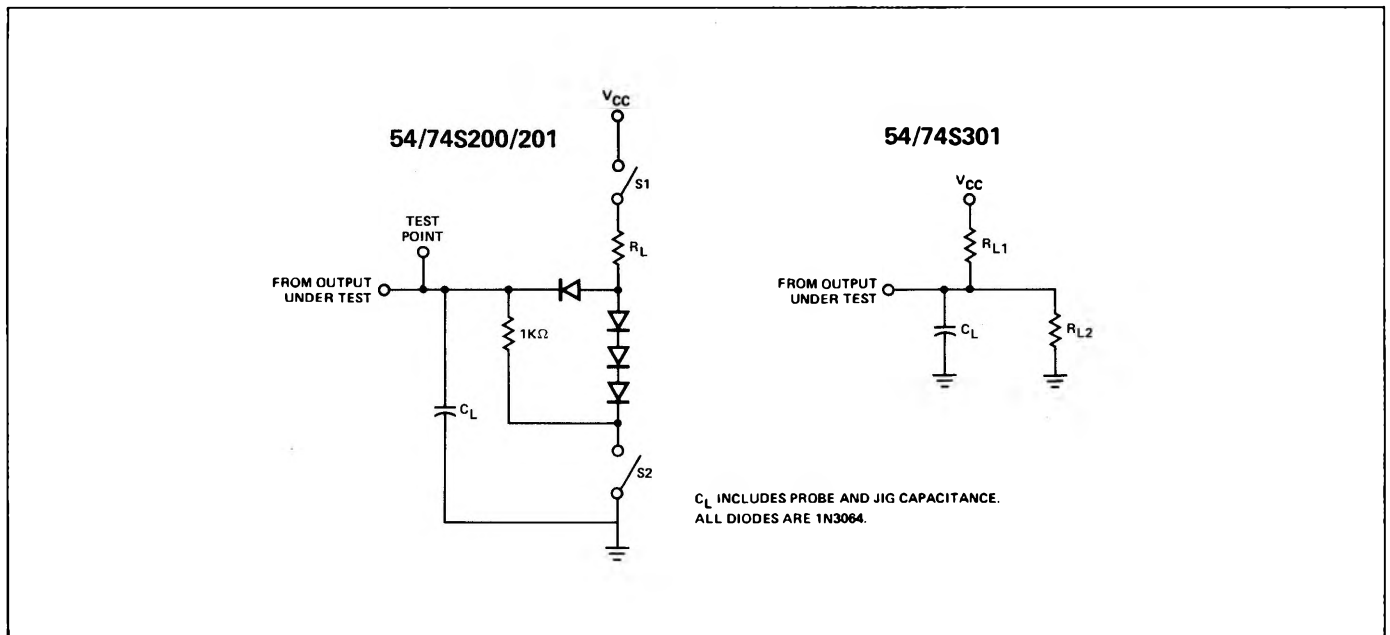 54/74S200/201
VCC
S1
RL
TEST
POINT
FROM OUTPUT
UNDER TEST
1KΩ
CL
S2
54/74S301
VCC
RL1
FROM OUTPUT
UNDER TEST
CL
RL2
CL INCLUDES PROBE AND JIG CAPACITANCE.
ALL DIODES ARE 1N3064.